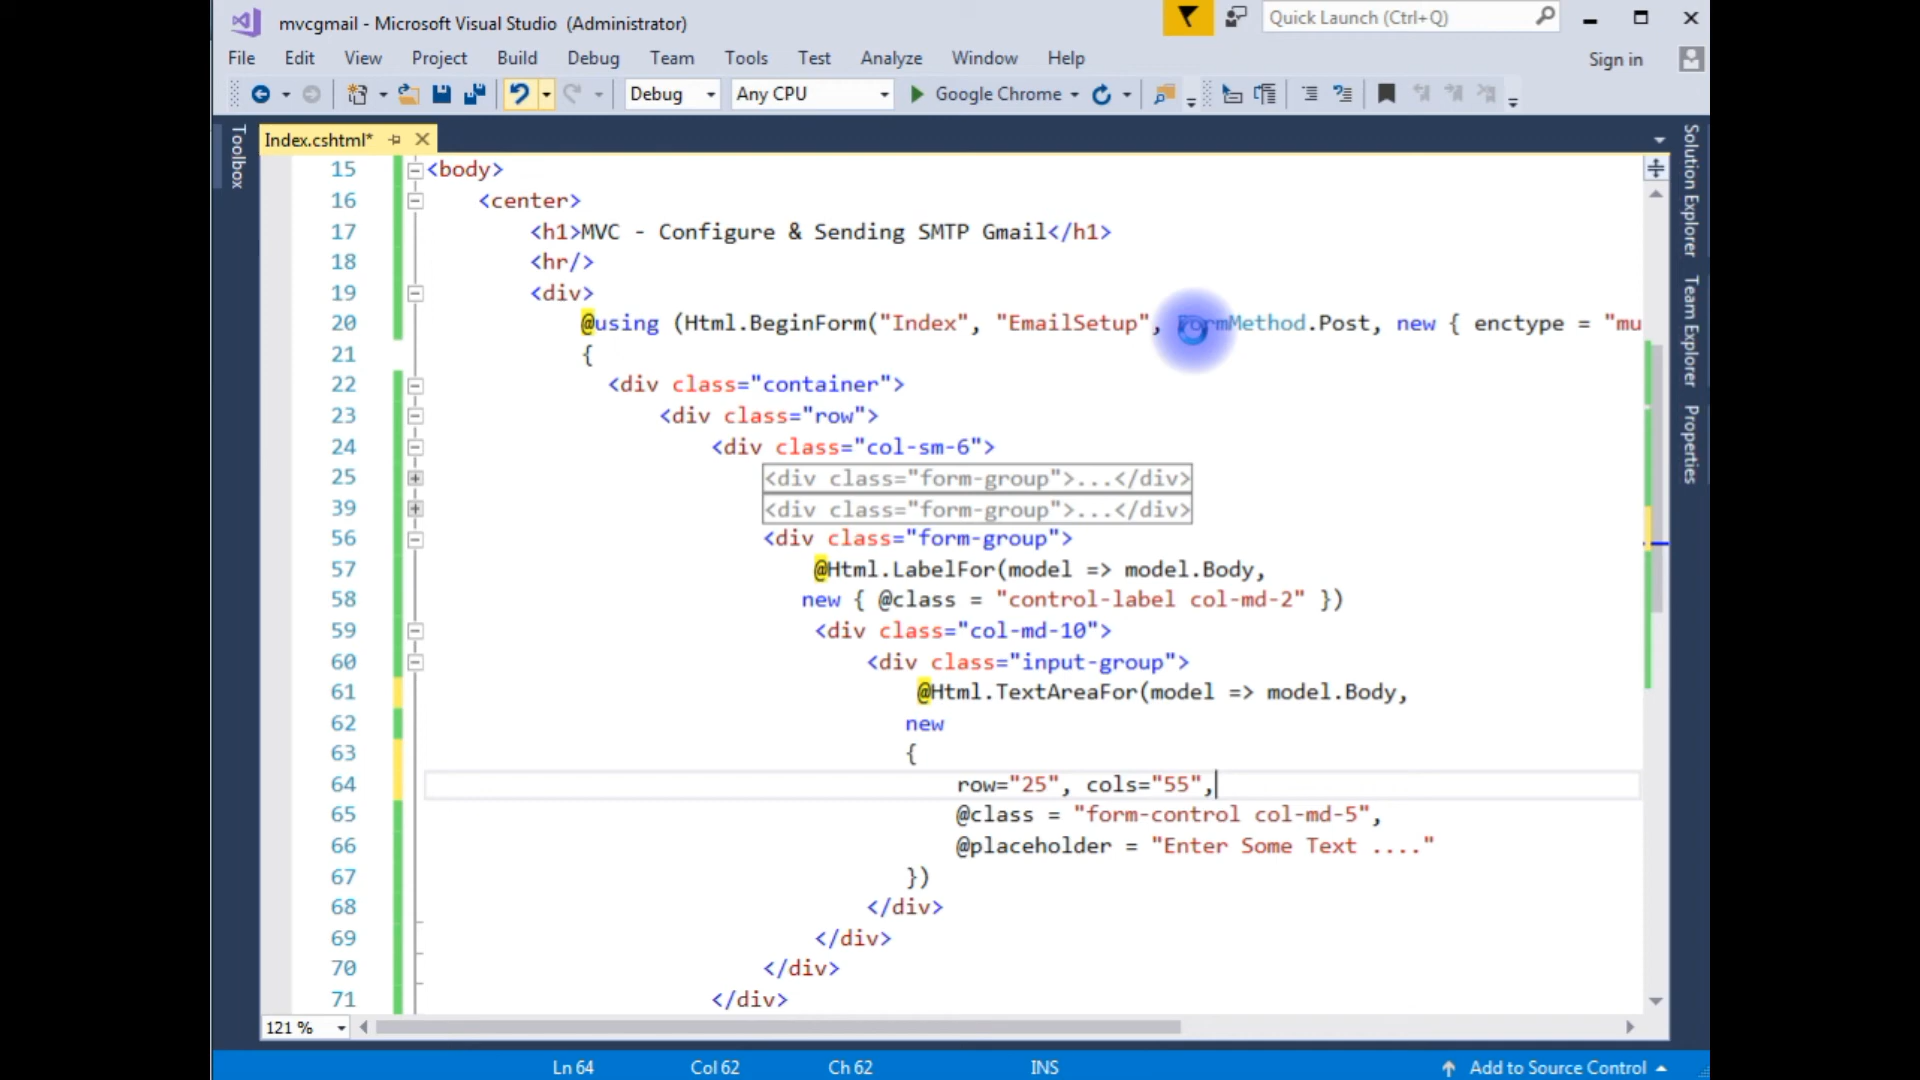 mvcgmail - Microsoft Visual Studio (Administrator)
Quick Launch (Ctrl+Q)
File Edit View Project Build Debug Team Tools Test Analyze Window Help
Sign in
Debug Any CPU Google Chrome
Toolbox
Index.cshtml*
Solution Explorer
Team Explorer
Properties
15 <body>
16 <center>
17 <h1>MVC - Configure & Sending SMTP Gmail</h1>
18 <hr/>
19 <div>
20 @using (Html.BeginForm("Index", "EmailSetup", FormMethod.Post, new { enctype = "mu
21 {
22 <div class="container">
23 <div class="row">
24 <div class="col-sm-6">
25 <div class="form-group">...</div>
39 <div class="form-group">...</div>
56 <div class="form-group">
57 @Html.LabelFor(model => model.Body,
58 new { @class = "control-label col-md-2" })
59 <div class="col-md-10">
60 <div class="input-group">
61 @Html.TextAreaFor(model => model.Body,
62 new
63 {
64 row="25", cols="55",
65 @class = "form-control col-md-5",
66 @placeholder = "Enter Some Text ...."
67 })
68 </div>
69 </div>
70 </div>
71 </div>
121 %
Ln 64 Col 62 Ch 62 INS Add to Source Control